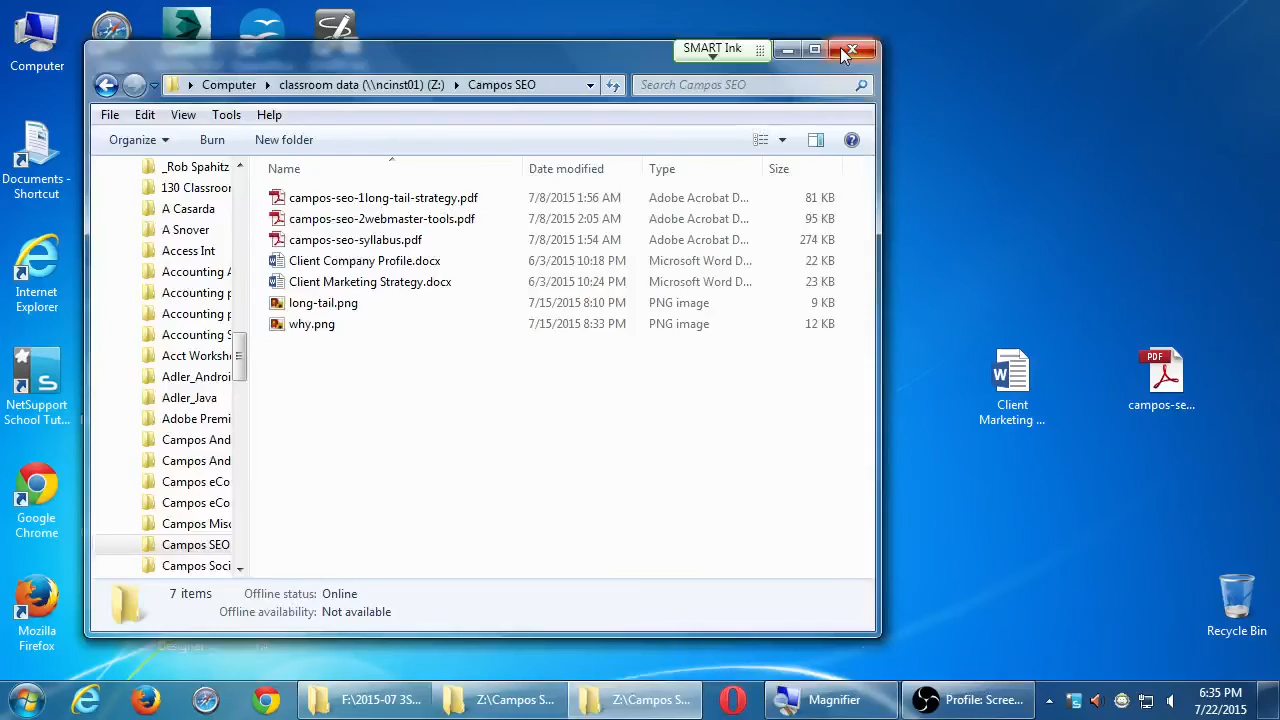 Computer
SMART Ink
Computer
classroom data (\\ncinst01) (Z:)
Campos SEO
Search Campos SEO
File Edit View Tools Help
Organize Burn New folder
Name Date modified Type Size
campos-seo-1long-tail-strategy.pdf 7/8/2015 1:56 AM Adobe Acrobat D... 81 KB
campos-seo-2webmaster-tools.pdf 7/8/2015 2:05 AM Adobe Acrobat D... 95 KB
campos-seo-syllabus.pdf 7/8/2015 1:54 AM Adobe Acrobat D... 274 KB
Client Company Profile.docx 6/3/2015 10:18 PM Microsoft Word D... 22 KB
Client Marketing Strategy.docx 6/3/2015 10:24 PM Microsoft Word D... 23 KB
long-tail.png 7/15/2015 8:10 PM PNG image 9 KB
why.png 7/15/2015 8:33 PM PNG image 12 KB
_Rob Spahitz
130 Classroor
A Casarda
A Snover
Access Int
Accounting A
Accounting p
Accounting p
Accounting S
Acct Worksh
Adler_Androi
Adler_Java
Adobe Premi
Campos And
Campos And
Campos eCo
Campos eCo
Campos Misc
Campos SEO
Campos Soci
7 items Offline status: Online
Offline availability: Not available
Documents -
Shortcut
Internet
Explorer
NetSupport
School Tut...
Google
Chrome
Mozilla
Firefox
Designer
PDF
Client
Marketing ...
campos-se...
Recycle Bin
F:\2015-07 3S...
Z:\Campos S...
Z:\Campos S...
Magnifier
Profile: Scree...
6:35 PM
7/22/2015